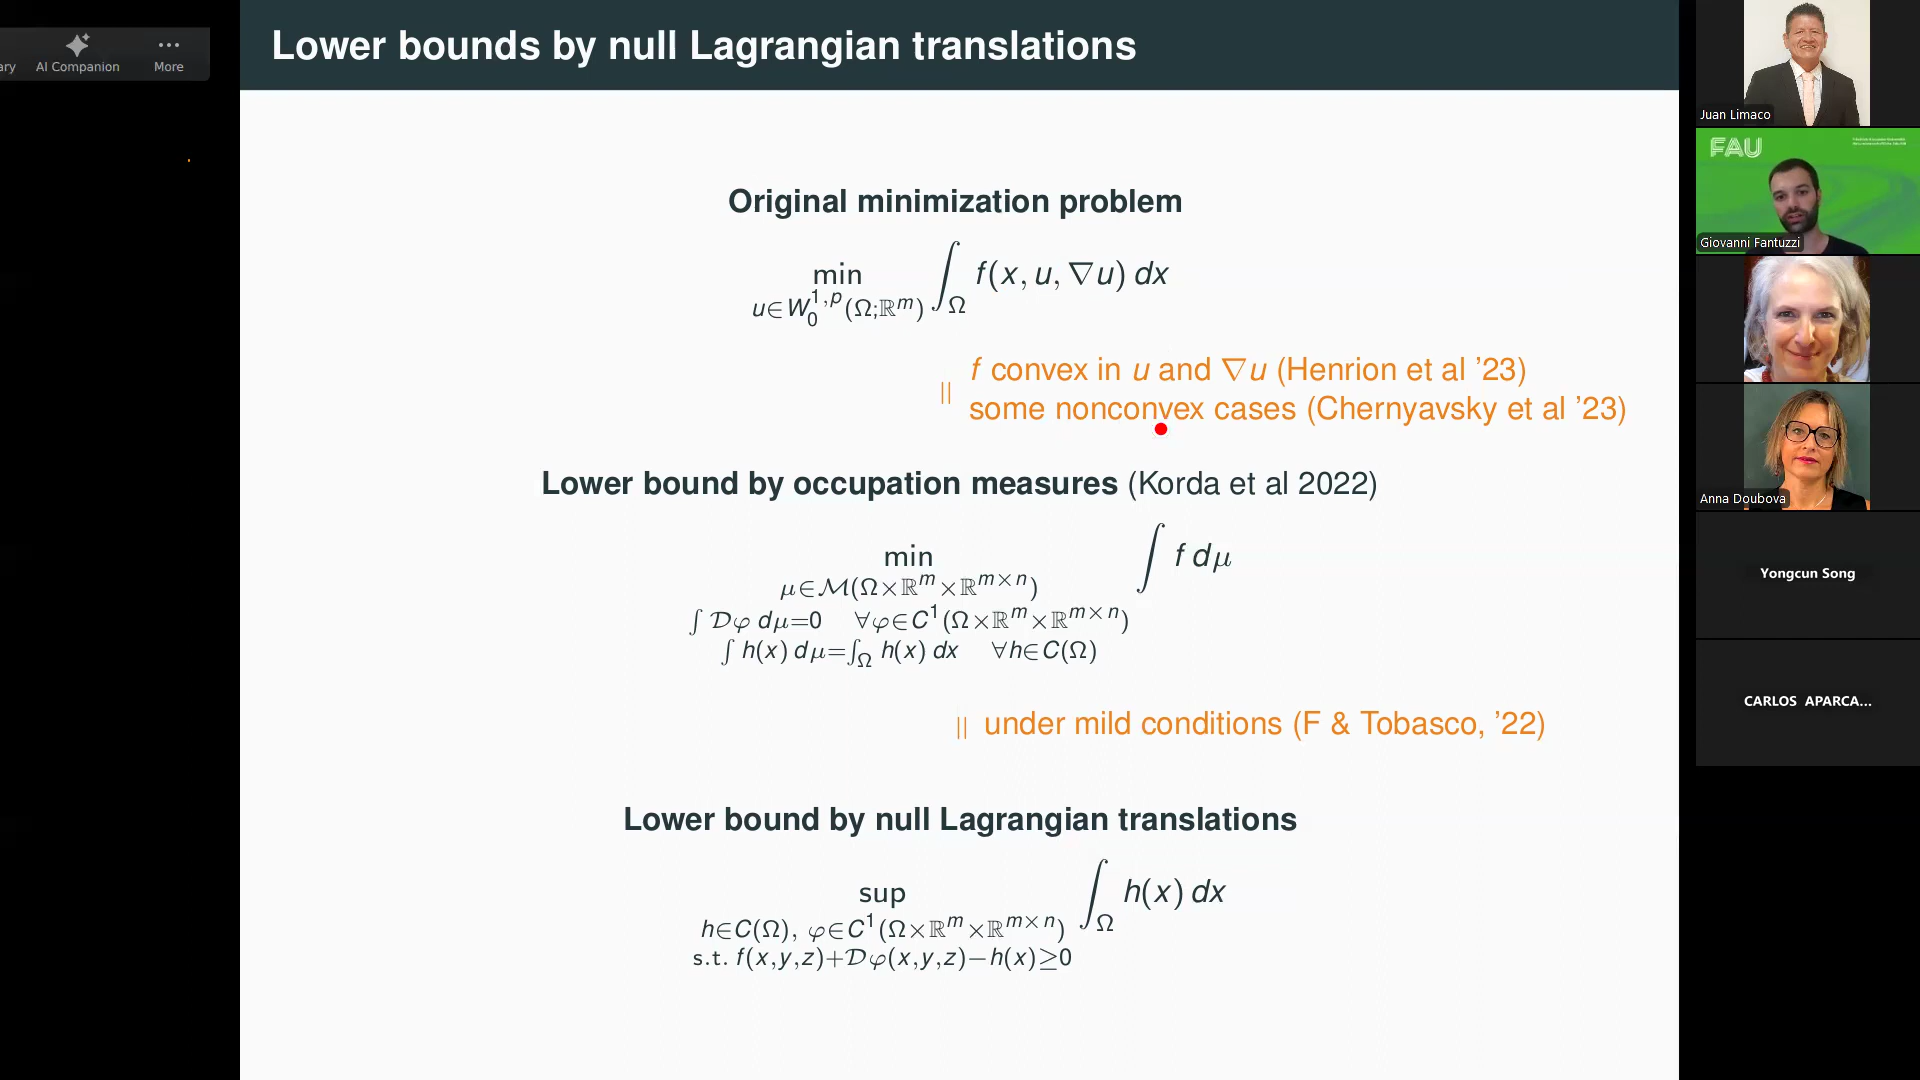 ary AI Companion More
Lower bounds by null Lagrangian translations
Original minimization problem
min ∫_Ω f(x, u, ∇u) dx
u∈W_0^{1,p}(Ω;ℝ^m)
|| f convex in u and ∇u (Henrion et al ’23)
some nonconvex cases (Chernyavsky et al ’23)
Lower bound by occupation measures (Korda et al 2022)
min ∫ f dμ
μ∈ℳ(Ω×ℝ^m×ℝ^{m×n})
∫ 𝒟φ dμ=0 ∀φ∈C^1(Ω×ℝ^m×ℝ^{m×n})
∫ h(x) dμ=∫_Ω h(x) dx ∀h∈C(Ω)
|| under mild conditions (F & Tobasco, ’22)
Lower bound by null Lagrangian translations
sup ∫_Ω h(x) dx
h∈C(Ω), φ∈C^1(Ω×ℝ^m×ℝ^{m×n})
s.t. f(x,y,z)+𝒟φ(x,y,z)−h(x)≥0
Juan Limaco
FAU
Giovanni Fantuzzi
Anna Doubova
Yongcun Song
CARLOS APARCA...